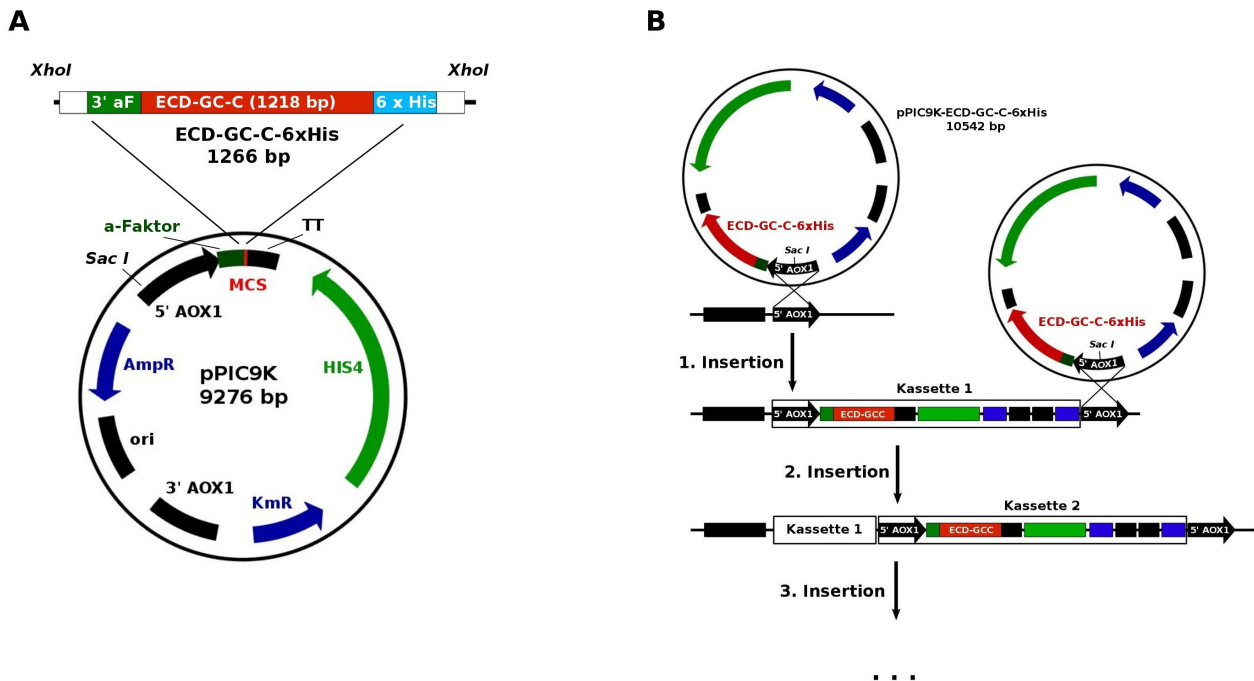 A
XhoI
XhoI
3' aF
ECD-GC-C (1218 bp)
6 x His
ECD-GC-C-6xHis
1266 bp
a-Faktor
TT
Sac I
MCS
5' AOX1
AmpR
HIS4
pPIC9K
9276 bp
ori
3' AOX1
KmR
B
pPIC9K-ECD-GC-C-6xHis
10542 bp
ECD-GC-C-6xHis
Sac I
5' AOX1
5' AOX1
ECD-GC-C-6xHis
Sac I
5' AOX1
1. Insertion
Kassette 1
5' AOX1
ECD-GCC
5' AOX1
2. Insertion
Kassette 2
Kassette 1
5' AOX1
ECD-GCC
5' AOX1
3. Insertion
. . .